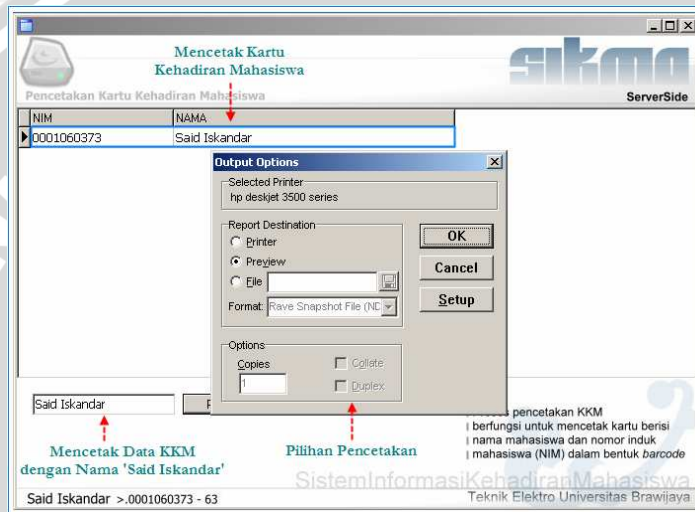 Mencetak Kartu
Kehadiran Mahasiswa
sikma
Pencetakan Kartu Kehadiran Mahasiswa
ServerSide
NIM NAMA
0001060373 Said Iskandar
Output Options
Selected Printer
hp deskjet 3500 series
Report Destination
Printer
Preview
File
Format: Rave Snapshot File (ND
OK
Cancel
Setup
Options
Copies
1
Collate
Duplex
Said Iskandar
Mencetak Data KKM
dengan Nama 'Said Iskandar'
Pilihan Pencetakan
pencetakan KKM
| berfungsi untuk mencetak kartu berisi
| nama mahasiswa dan nomor induk
| mahasiswa (NIM) dalam bentuk barcode
SistemInformasiKehadiranMahasiswa
Said Iskandar >.0001060373 - 63
Teknik Elektro Universitas Brawijaya